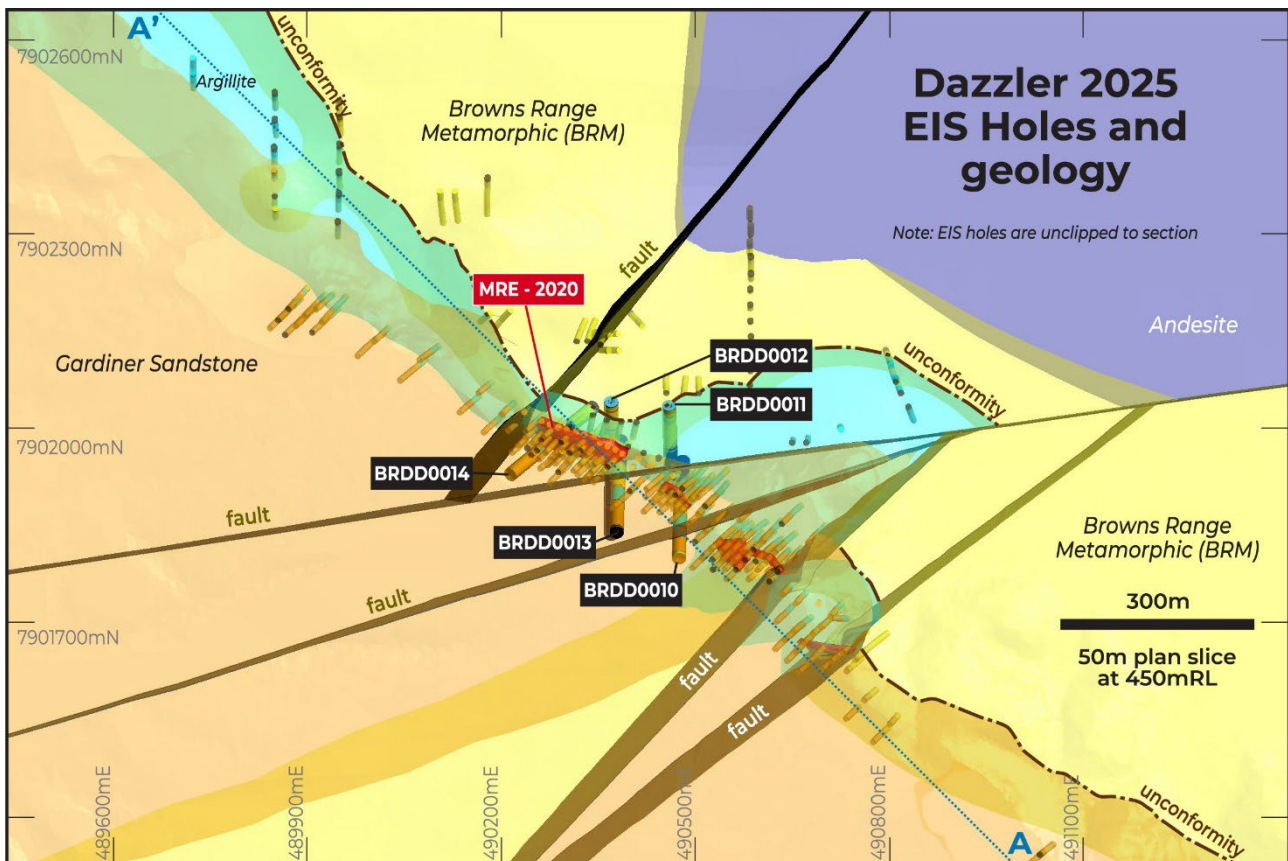 A'
unconformity
7902600mN
Argillite
Browns Range
Metamorphic (BRM)
Dazzler 2025
EIS Holes and
geology
Note: EIS holes are unclipped to section
7902300mN
fault
MRE - 2020
Andesite
Gardiner Sandstone
BRDD0012
unconformity
BRDD0011
7902000mN
BRDD0014
fault
BRDD0013
BRDD0010
Browns Range
Metamorphic (BRM)
fault
300m
7901700mN
50m plan slice
at 450mRL
fault
fault
489600mE
489900mE
490200mE
490500mE
490800mE
491100mE
unconformity
A